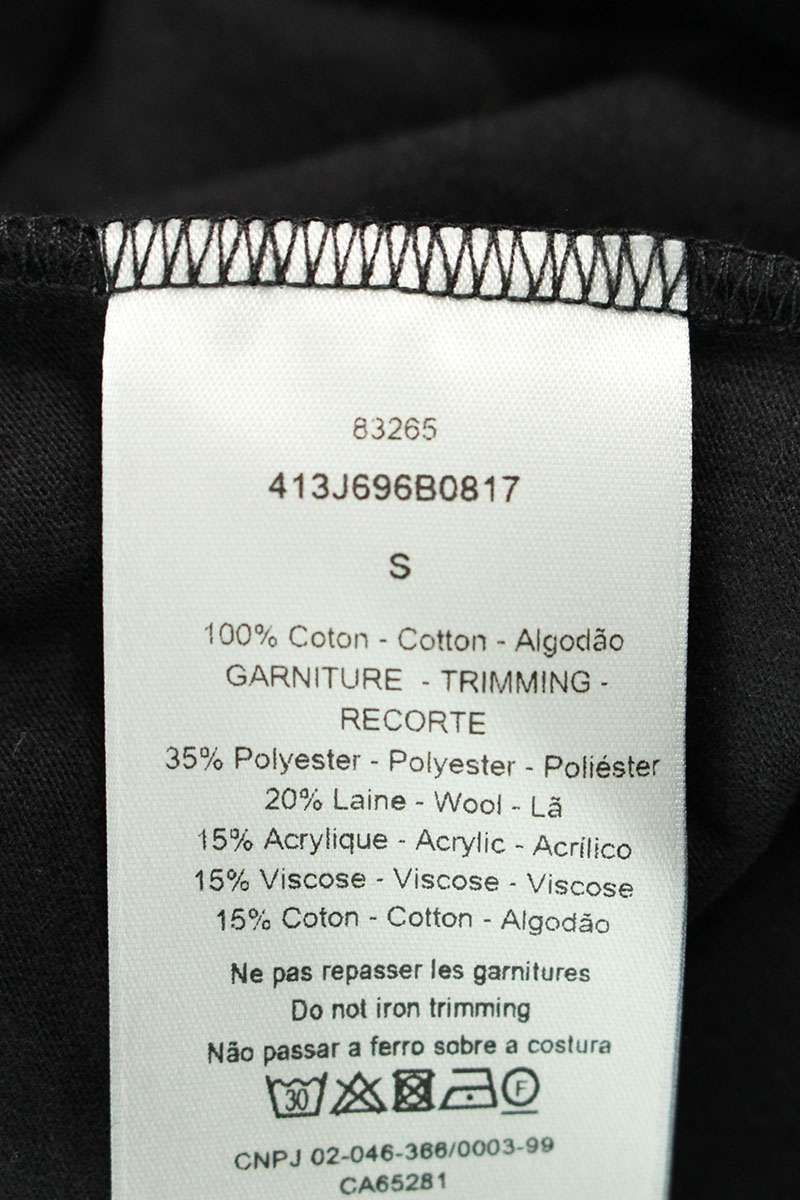 83265
413J696B0817
S
100% Coton - Cotton - Algodão
GARNITURE - TRIMMING -
RECORTE
35% Polyester - Polyester - Poliéster
20% Laine - Wool - Lã
15% Acrylique - Acrylic - Acrílico
15% Viscose - Viscose - Viscose
15% Coton - Cotton - Algodão
Ne pas repasser les garnitures
Do not iron trimming
Não passar a ferro sobre a costura
30 F
CNPJ 02-046-366/0003-99
CA65281